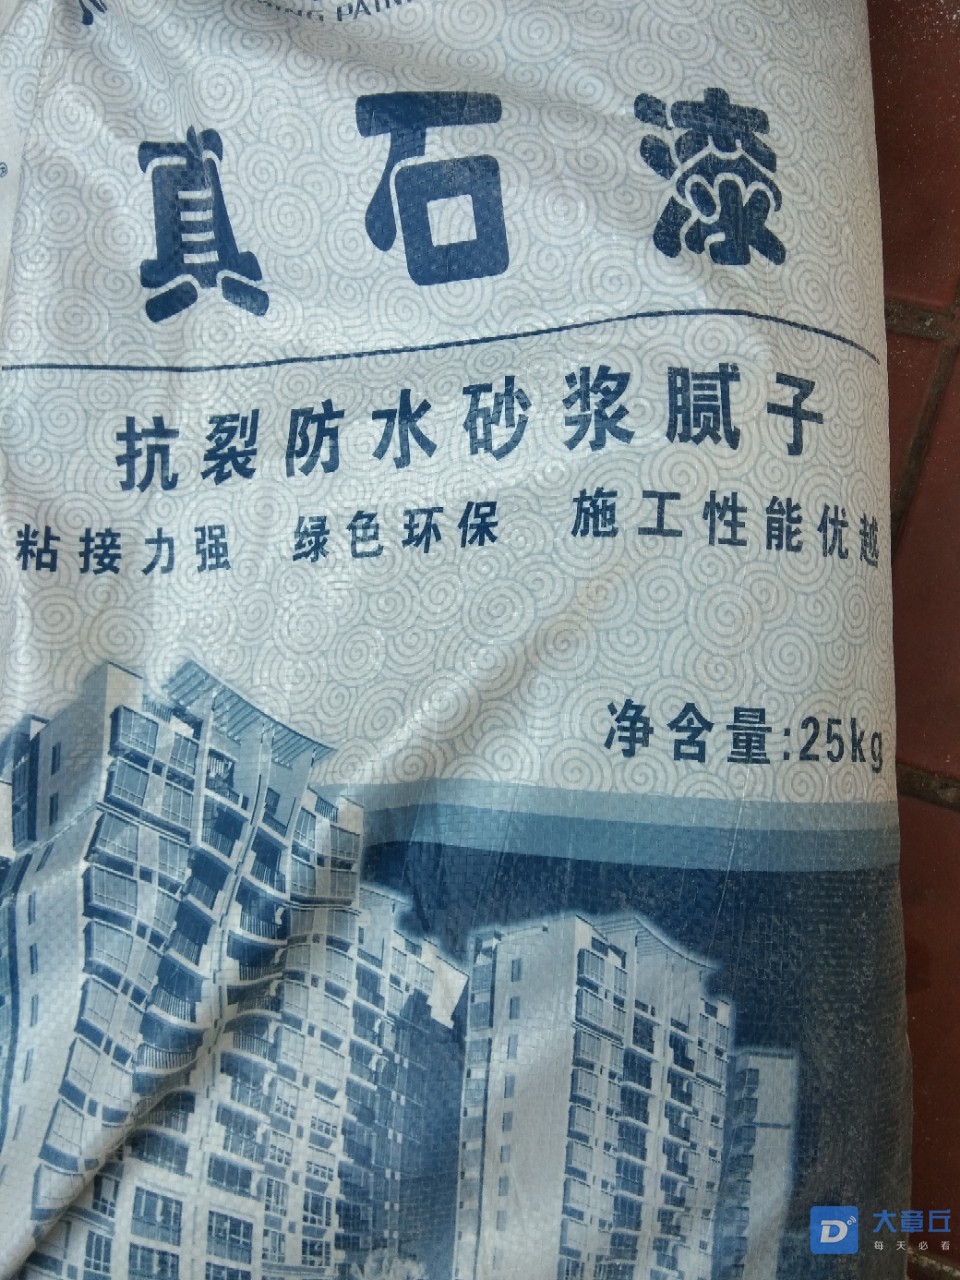 真石漆
抗裂防水砂浆腻子
粘接力强 绿色环保 施工性能优越
净含量:25kg
大章丘
每天必看